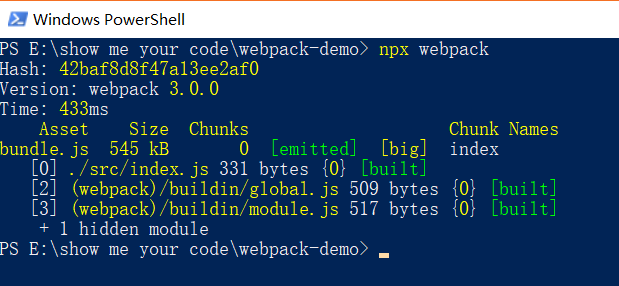 Windows PowerShell
PS E:\show me your code\webpack-demo> npx webpack
Hash: 42baf8d8f47a13ee2af0
Version: webpack 3.0.0
Time: 433ms
    Asset    Size  Chunks                    Chunk Names
bundle.js  545 kB       0  [emitted]  [big]  index
   [0] ./src/index.js 331 bytes {0} [built]
   [2] (webpack)/buildin/global.js 509 bytes {0} [built]
   [3] (webpack)/buildin/module.js 517 bytes {0} [built]
    + 1 hidden module
PS E:\show me your code\webpack-demo>